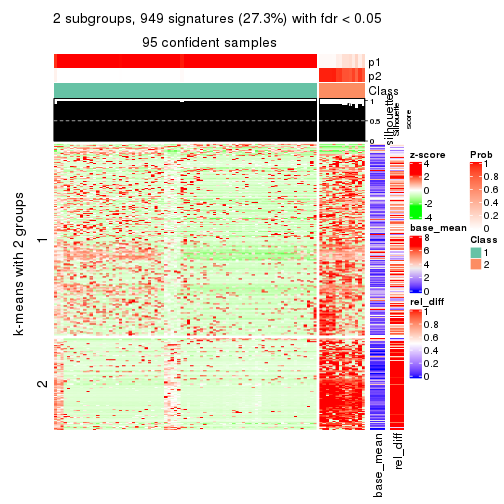 2 subgroups, 949 signatures (27.3%) with fdr < 0.05
95 confident samples
p1
p2
Class
1
0.5
0
silhouette
Silhouette
score
k-means with 2 groups
1
2
base_mean
rel_diff
z-score
4
2
0
-2
-4
base_mean
8
6
4
2
0
rel_diff
1
0.8
0.6
0.4
0.2
0
Prob
1
0.8
0.6
0.4
0.2
0
Class
1
2